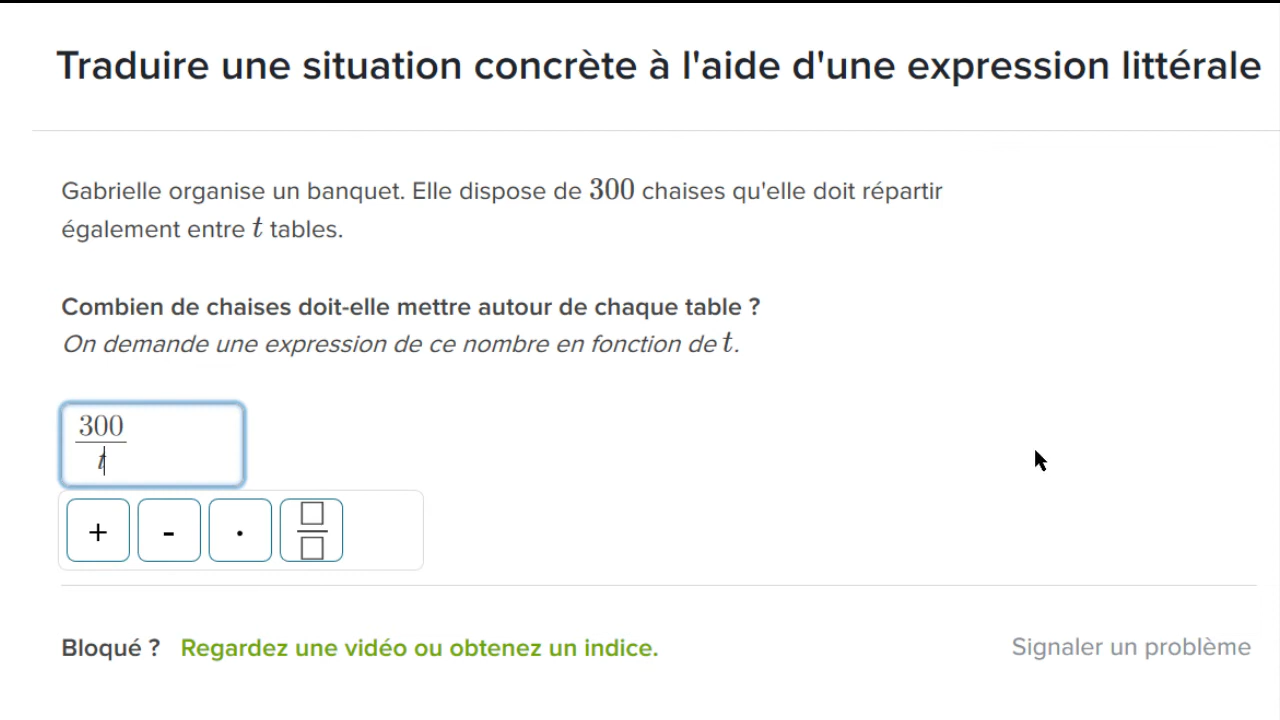 Traduire une situation concrète à l'aide d'une expression littérale
Gabrielle organise un banquet. Elle dispose de 300 chaises qu'elle doit répartir
également entre t tables.
Combien de chaises doit-elle mettre autour de chaque table ?
On demande une expression de ce nombre en fonction de t.
300
t
+ - ·
Bloqué ? Regardez une vidéo ou obtenez un indice. Signaler un problème